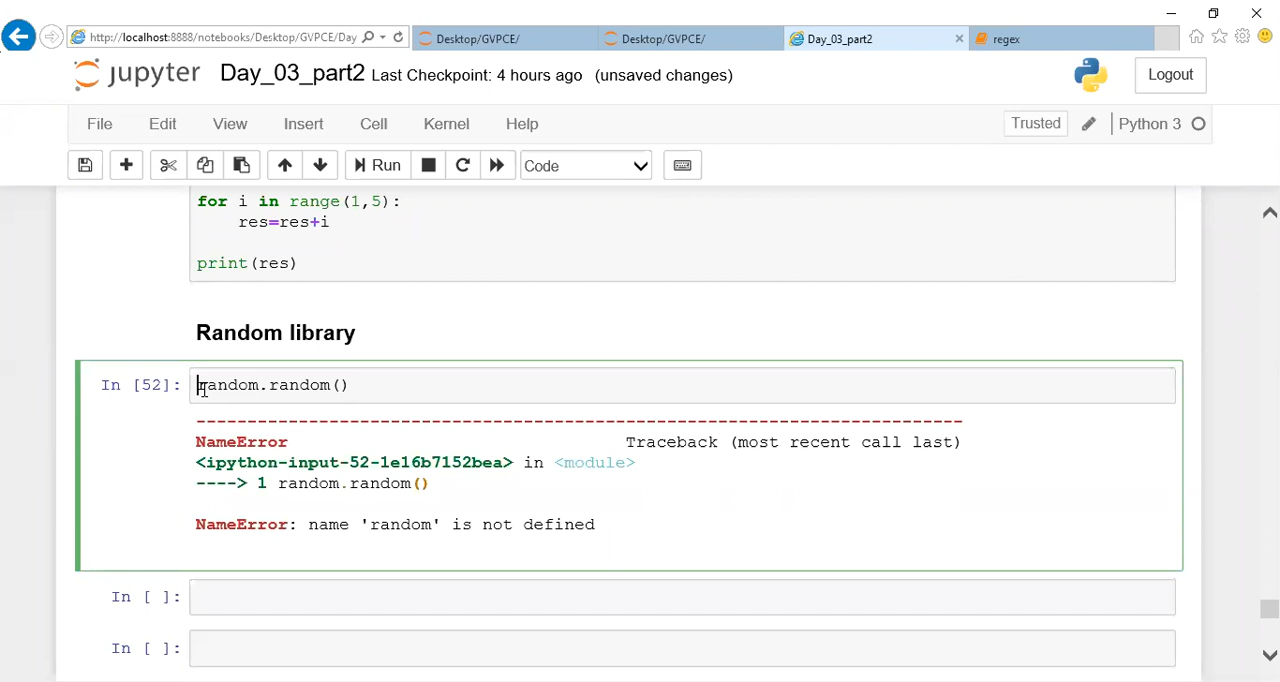 http://localhost:8888/notebooks/Desktop/GVPCE/Day
Desktop/GVPCE/
Desktop/GVPCE/
Day_03_part2
regex
jupyter Day_03_part2 Last Checkpoint: 4 hours ago (unsaved changes)
Logout
File Edit View Insert Cell Kernel Help
Trusted
Python 3
Run
Code
for i in range(1,5):
    res=res+i
print(res)
Random library
In [52]: random.random()
---------------------------------------------------------------------------
NameError                                 Traceback (most recent call last)
<ipython-input-52-1e16b7152bea> in <module>
----> 1 random.random()
NameError: name 'random' is not defined
In [ ]:
In [ ]: